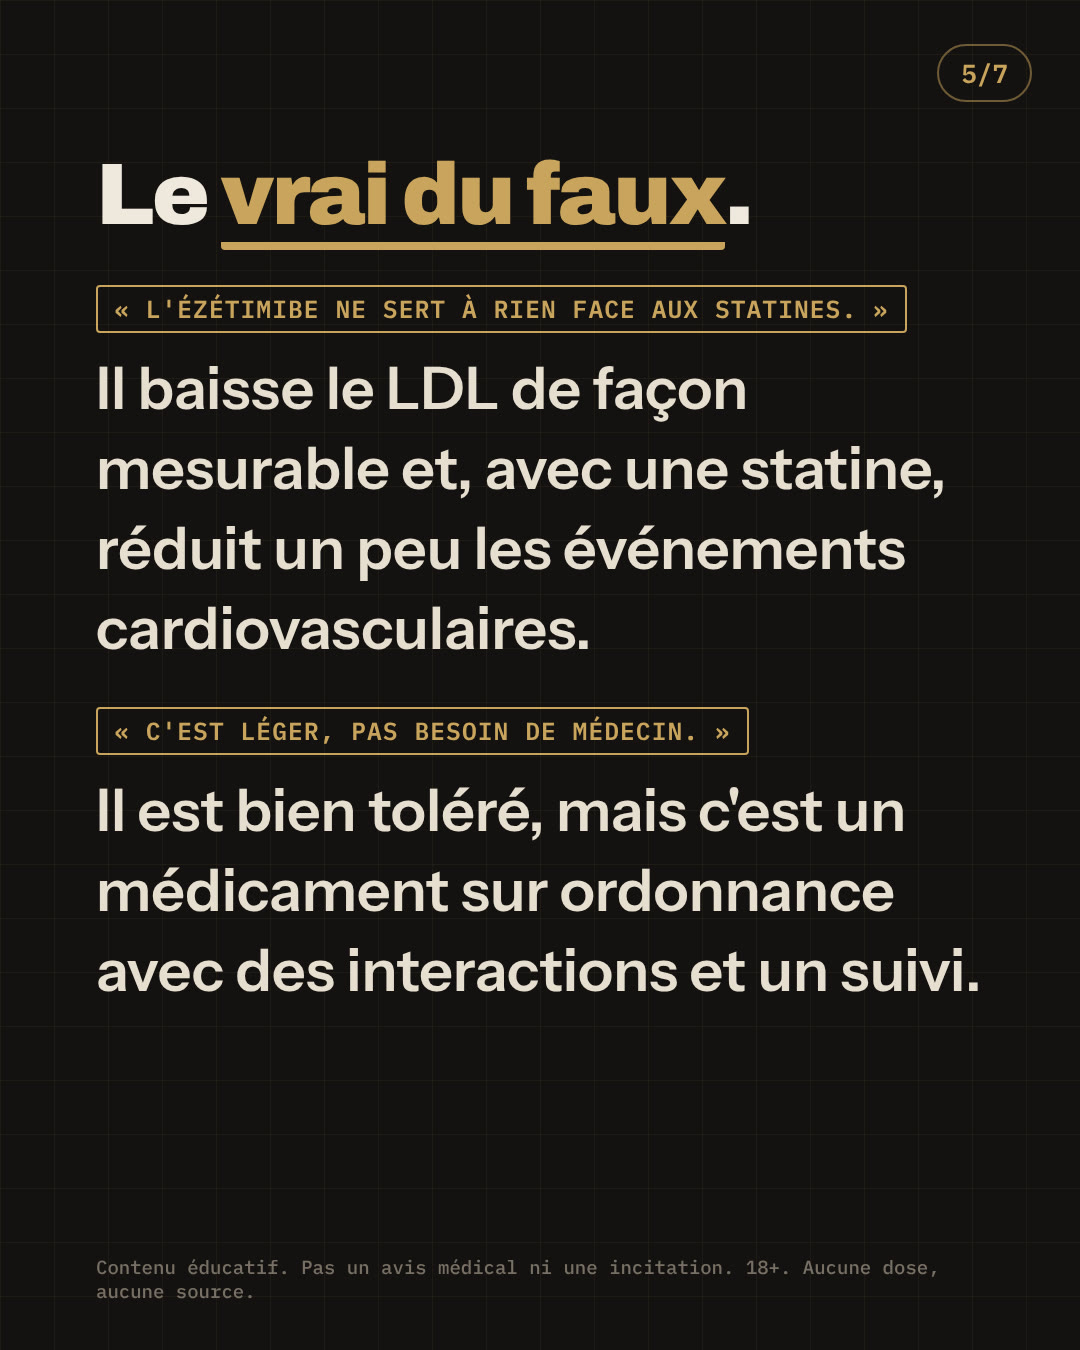 5/7
Le vrai du faux.
« L'ÉZÉTIMIBE NE SERT À RIEN FACE AUX STATINES. »
Il baisse le LDL de façon
mesurable et, avec une statine,
réduit un peu les événements
cardiovasculaires.
« C'EST LÉGER, PAS BESOIN DE MÉDECIN. »
Il est bien toléré, mais c'est un
médicament sur ordonnance
avec des interactions et un suivi.
Contenu éducatif. Pas un avis médical ni une incitation. 18+. Aucune dose,
aucune source.